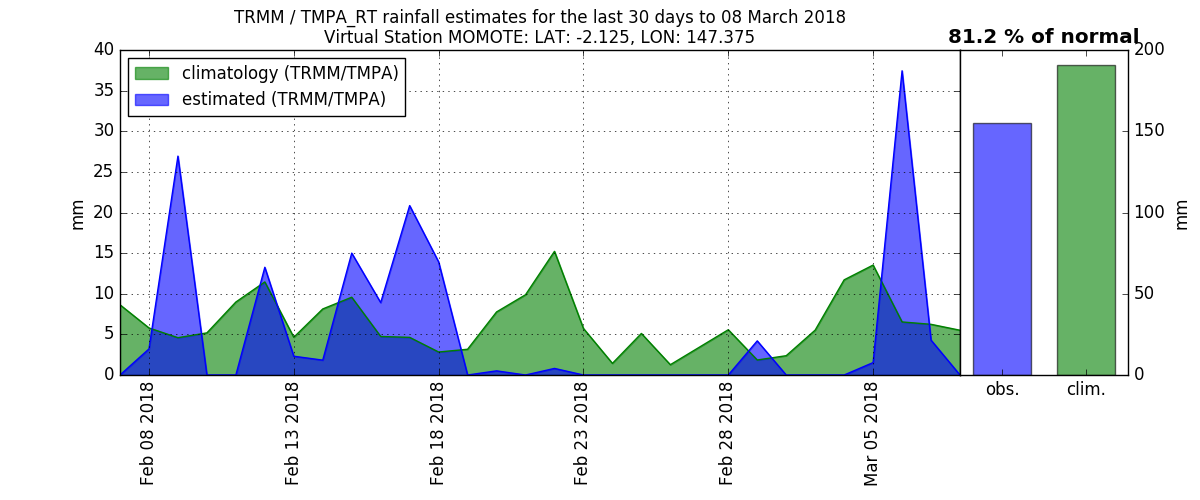 TRMM / TMPA_RT rainfall estimates for the last 30 days to 08 March 2018
Virtual Station MOMOTE: LAT: -2.125, LON: 147.375
81.2 % of normal
climatology (TRMM/TMPA)
estimated (TRMM/TMPA)
40
35
30
25
20
15
10
5
0
mm
Feb 08 2018
Feb 13 2018
Feb 18 2018
Feb 23 2018
Feb 28 2018
Mar 05 2018
obs.
clim.
200
150
100
50
0
mm